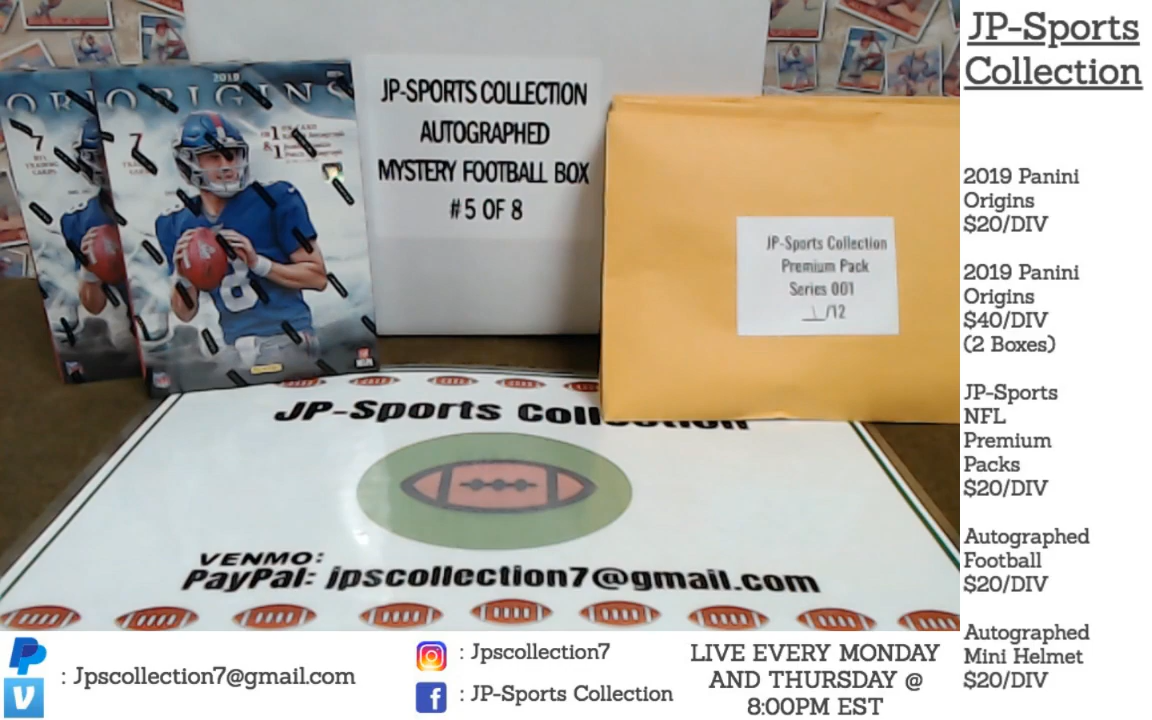 JP-Sports
Collection
2019 Panini
Origins
$20/DIV
2019 Panini
Origins
$40/DIV
(2 Boxes)
JP-Sports
NFL
Premium
Packs
$20/DIV
Autographed
Football
$20/DIV
Autographed
Mini Helmet
$20/DIV
2019
ORIGINS
7
7
8
JP-SPORTS COLLECTION
AUTOGRAPHED
MYSTERY FOOTBALL BOX
#5 OF 8
JP-Sports Collection
Premium Pack
Series 001
1/12
JP-Sports Collection
VENMO:
PayPal: jpscollection7@gmail.com
: Jpscollection7@gmail.com
: Jpscollection7
: JP-Sports Collection
LIVE EVERY MONDAY
AND THURSDAY @
8:00PM EST